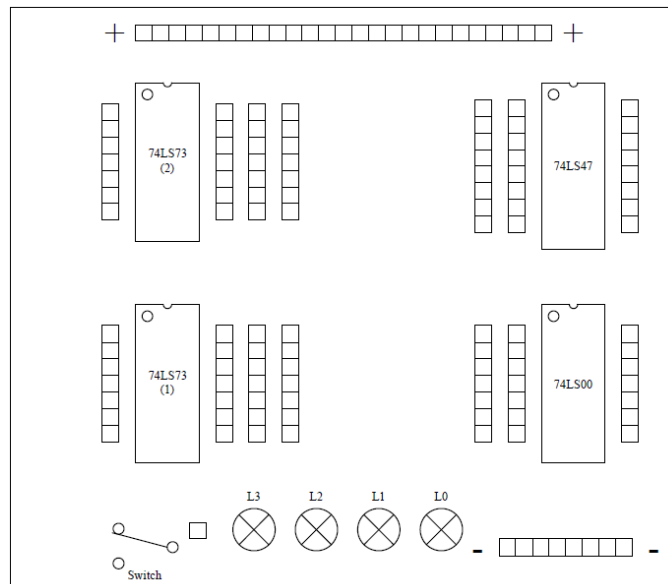 + +
74LS73
(2)
74LS47
74LS73
(1)
74LS00
L3 L2 L1 L0
- -
Switch